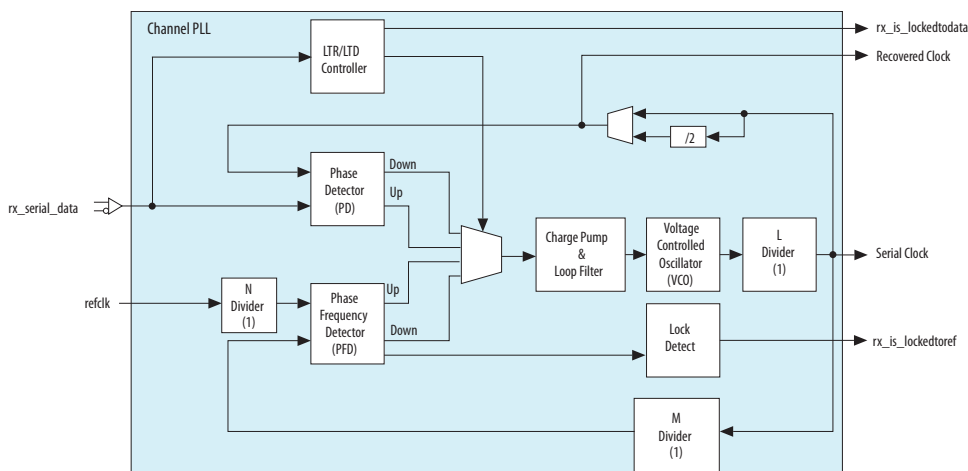 Channel PLL
LTR/LTD
Controller
rx_is_lockedtodata
Recovered Clock
/2
Down
Phase
Detector
(PD)
Up
rx_serial_data
Charge Pump
&
Loop Filter
Voltage
Controlled
Oscillator
(VCO)
L
Divider
(1)
Serial Clock
refclk
N
Divider
(1)
Phase
Frequency
Detector
(PFD)
Up
Down
Lock
Detect
rx_is_lockedtoref
M
Divider
(1)